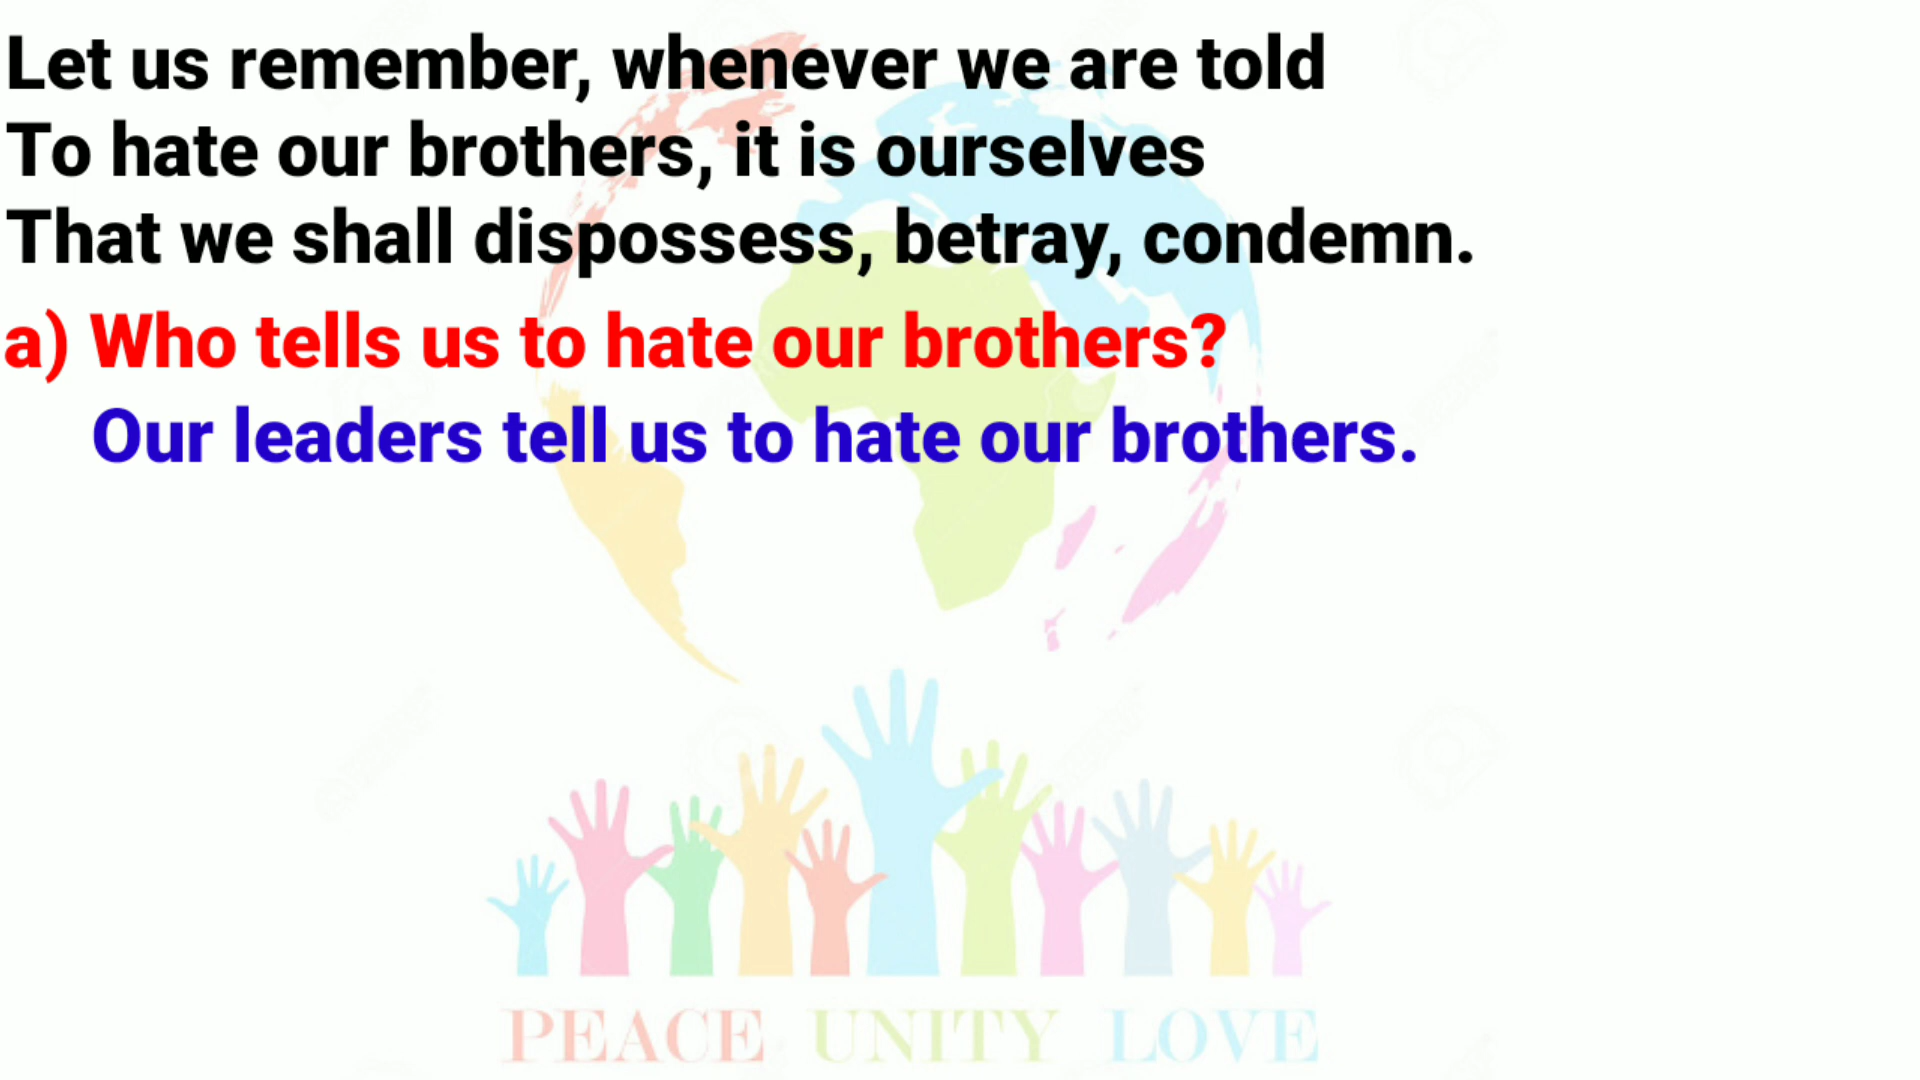 Let us remember, whenever we are told
To hate our brothers, it is ourselves
That we shall dispossess, betray, condemn.
a) Who tells us to hate our brothers?
Our leaders tell us to hate our brothers.
PEACE UNITY LOVE